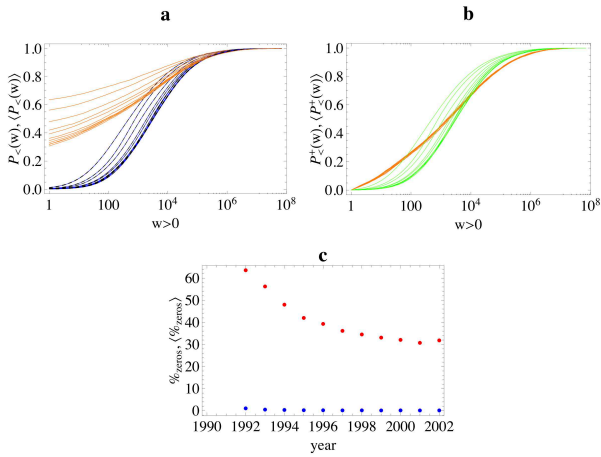 a
b
1.0
0.8
0.6
0.4
0.2
0.0
P<(w), ⟨P<(w)⟩
1 100 10⁴ 10⁶ 10⁸
w>0
1.0
0.8
0.6
0.4
0.2
0.0
P⁺<(w), ⟨P⁺<(w)⟩
1 100 10⁴ 10⁶ 10⁸
w>0
c
60
50
40
30
20
10
0
%zeros, ⟨%zeros⟩
1990 1992 1994 1996 1998 2000 2002
year